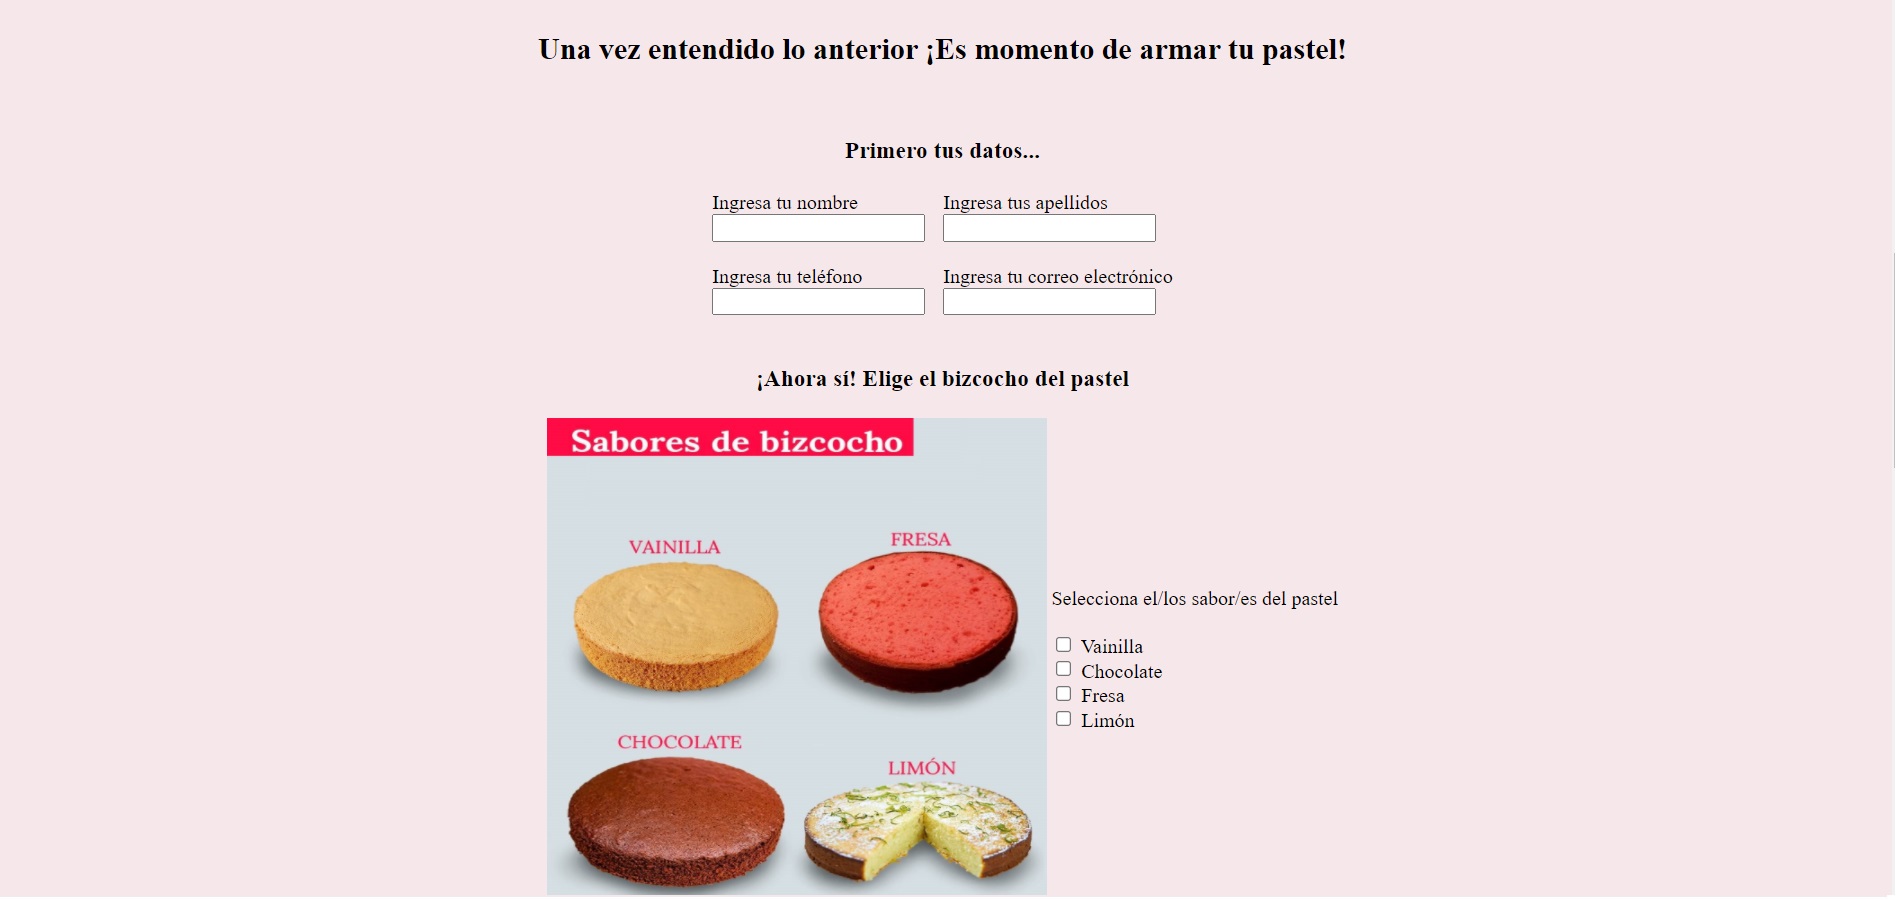 Una vez entendido lo anterior ¡Es momento de armar tu pastel!
Primero tus datos...
Ingresa tu nombre
Ingresa tus apellidos
Ingresa tu teléfono
Ingresa tu correo electrónico
¡Ahora sí! Elige el bizcocho del pastel
Sabores de bizcocho
VAINILLA
FRESA
CHOCOLATE
LIMÓN
Selecciona el/los sabor/es del pastel
Vainilla
Chocolate
Fresa
Limón